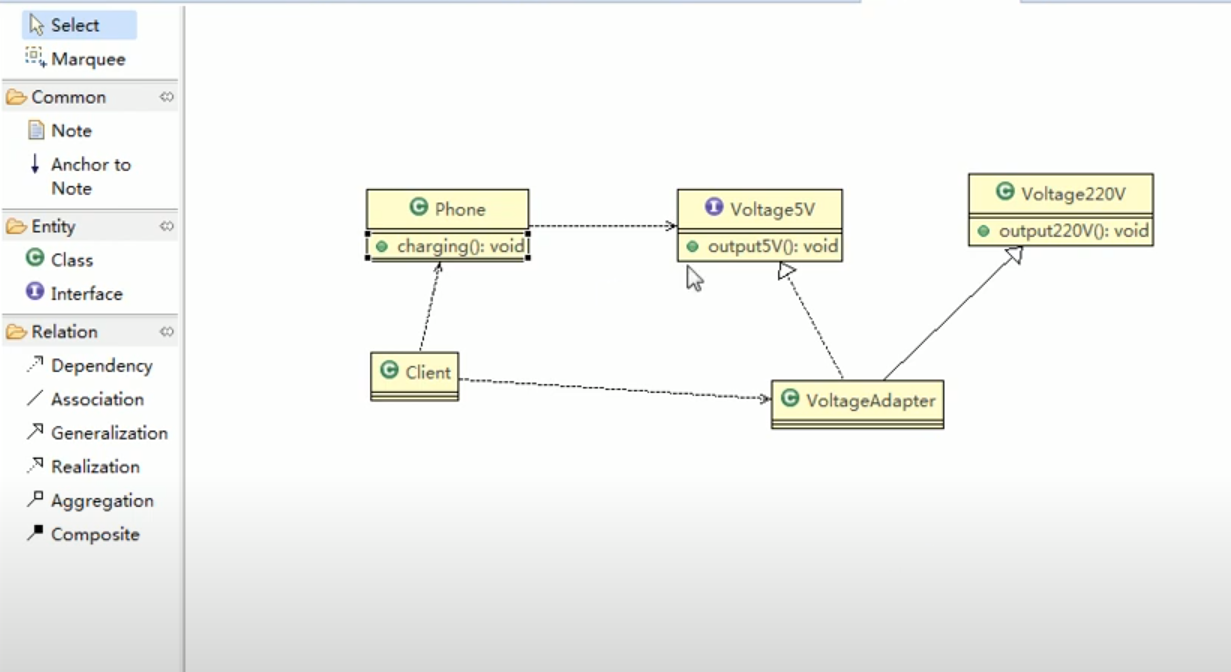 Select
Marquee
Common
Note
Anchor to
Note
Entity
Class
Interface
Relation
Dependency
Association
Generalization
Realization
Aggregation
Composite
C Phone
charging(): void
I Voltage5V
output5V(): void
C Voltage220V
output220V(): void
C Client
C VoltageAdapter